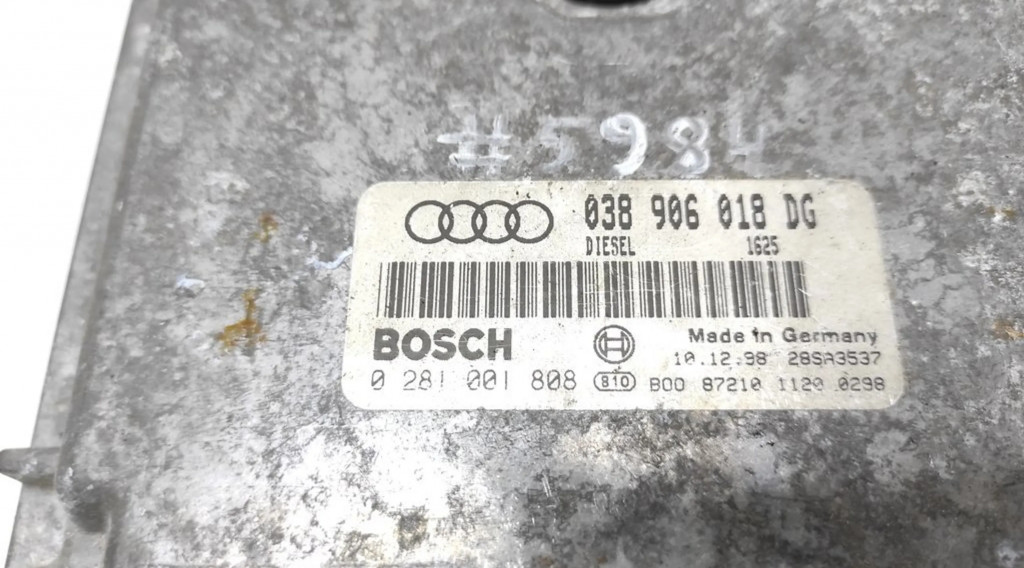 #5984
038 906 018 DG
DIESEL 1625
BOSCH
Made in Germany
10.12.98 28SA3537
0 281 001 808 810 B00 87210 1120 0298